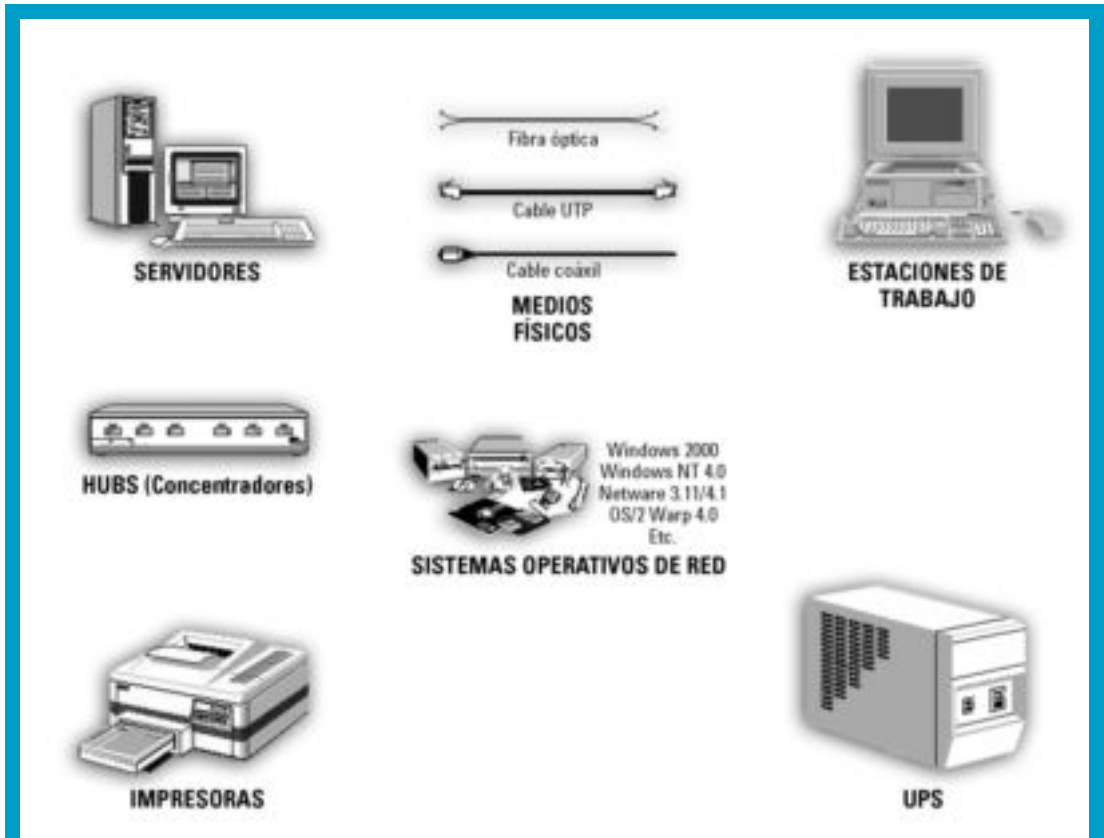 Fibra óptica
Cable UTP
Cable coáxil
SERVIDORES
MEDIOS
FÍSICOS
ESTACIONES DE
TRABAJO
HUBS (Concentradores)
Windows 2000
Windows NT 4.0
Netware 3.11/4.1
OS/2 Warp 4.0
Etc.
SISTEMAS OPERATIVOS DE RED
IMPRESORAS
UPS